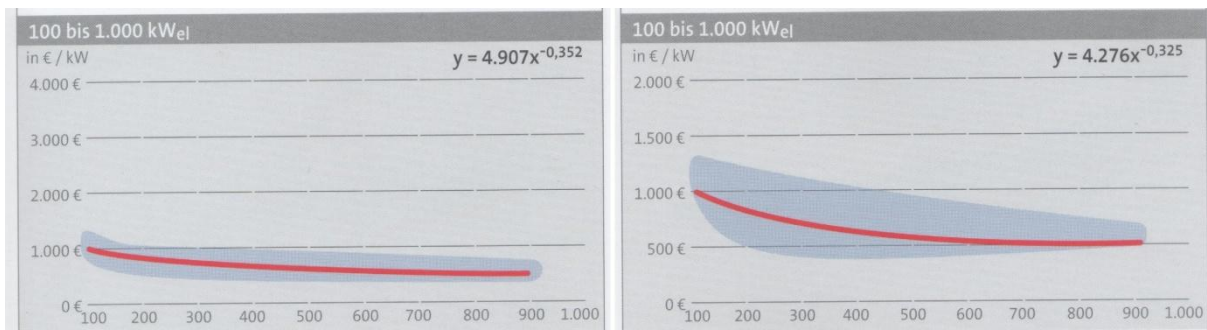 100 bis 1.000 kWel
in € / kW
y = 4.907x-0,352
4.000 €
3.000 €
2.000 €
1.000 €
0 €
100 200 300 400 500 600 700 800 900 1.000
100 bis 1.000 kWel
in € / kW
y = 4.276x-0,325
2.000 €
1.500 €
1.000 €
500 €
0 €
100 200 300 400 500 600 700 800 900 1.000